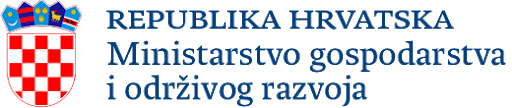 REPUBLIKA HRVATSKA
Ministarstvo gospodarstva
i održivog razvoja